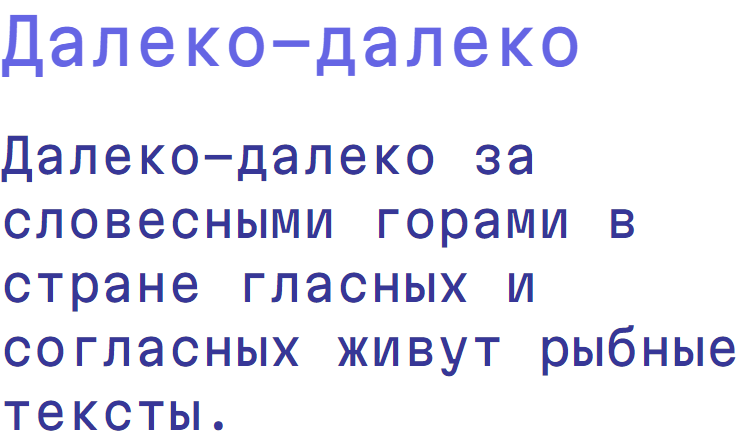 Далеко-далеко
Далеко-далеко за
словесными горами в
стране гласных и
согласных живут рыбные
тексты.